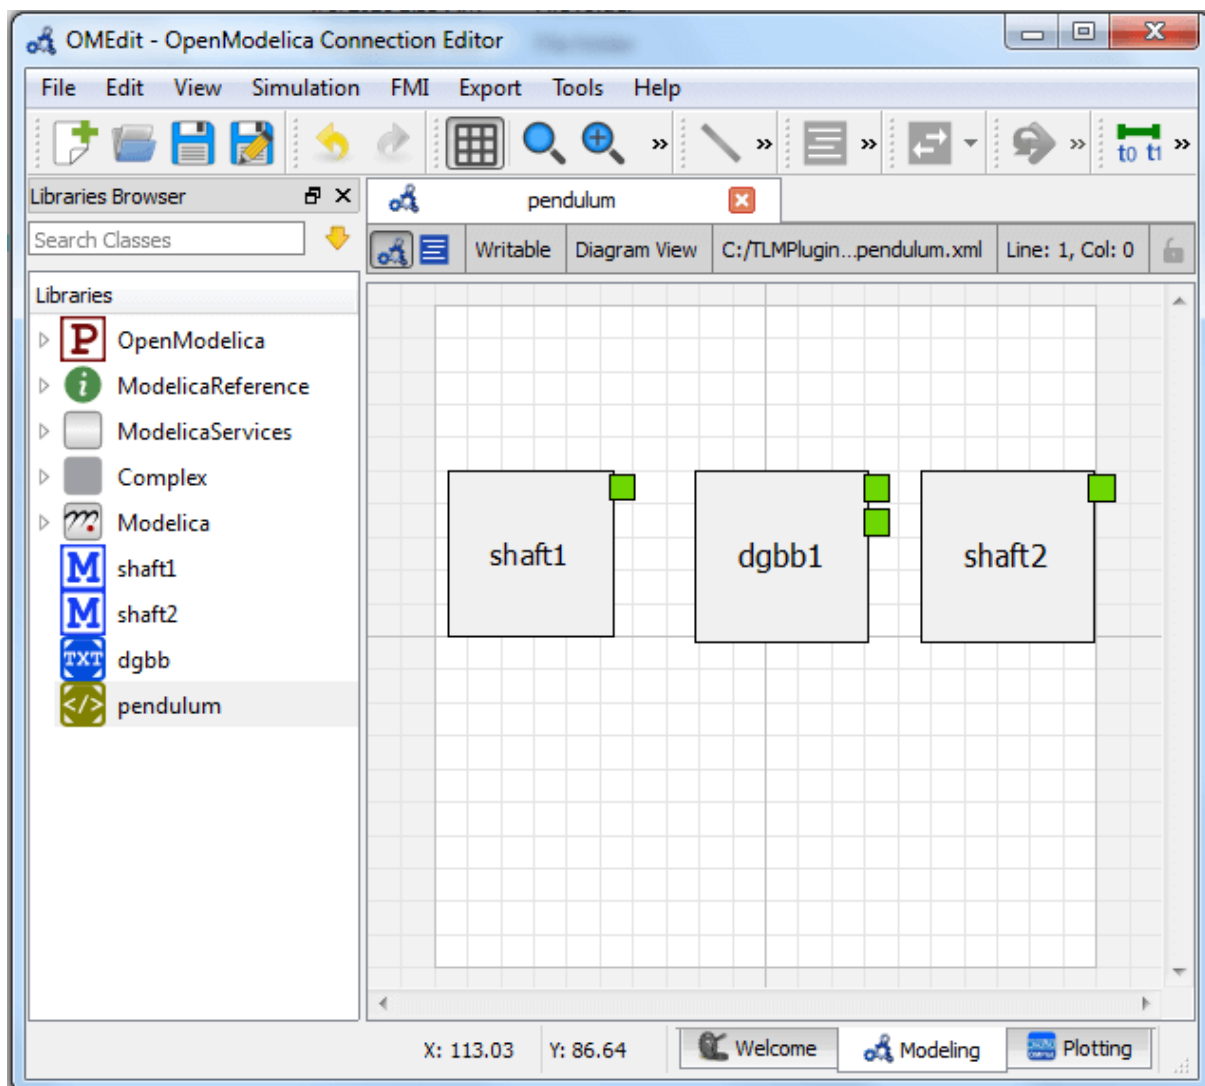 OMEdit - OpenModelica Connection Editor
File Edit View Simulation FMI Export Tools Help
t0 t1
Libraries Browser
pendulum
Search Classes
Writable Diagram View C:/TLMPlugin...pendulum.xml Line: 1, Col: 0
Libraries
P OpenModelica
i ModelicaReference
ModelicaServices
Complex
Modelica
M shaft1
M shaft2
TXT dgbb
</> pendulum
shaft1 dgbb1 shaft2
X: 113.03 Y: 86.64 Welcome Modeling Plotting